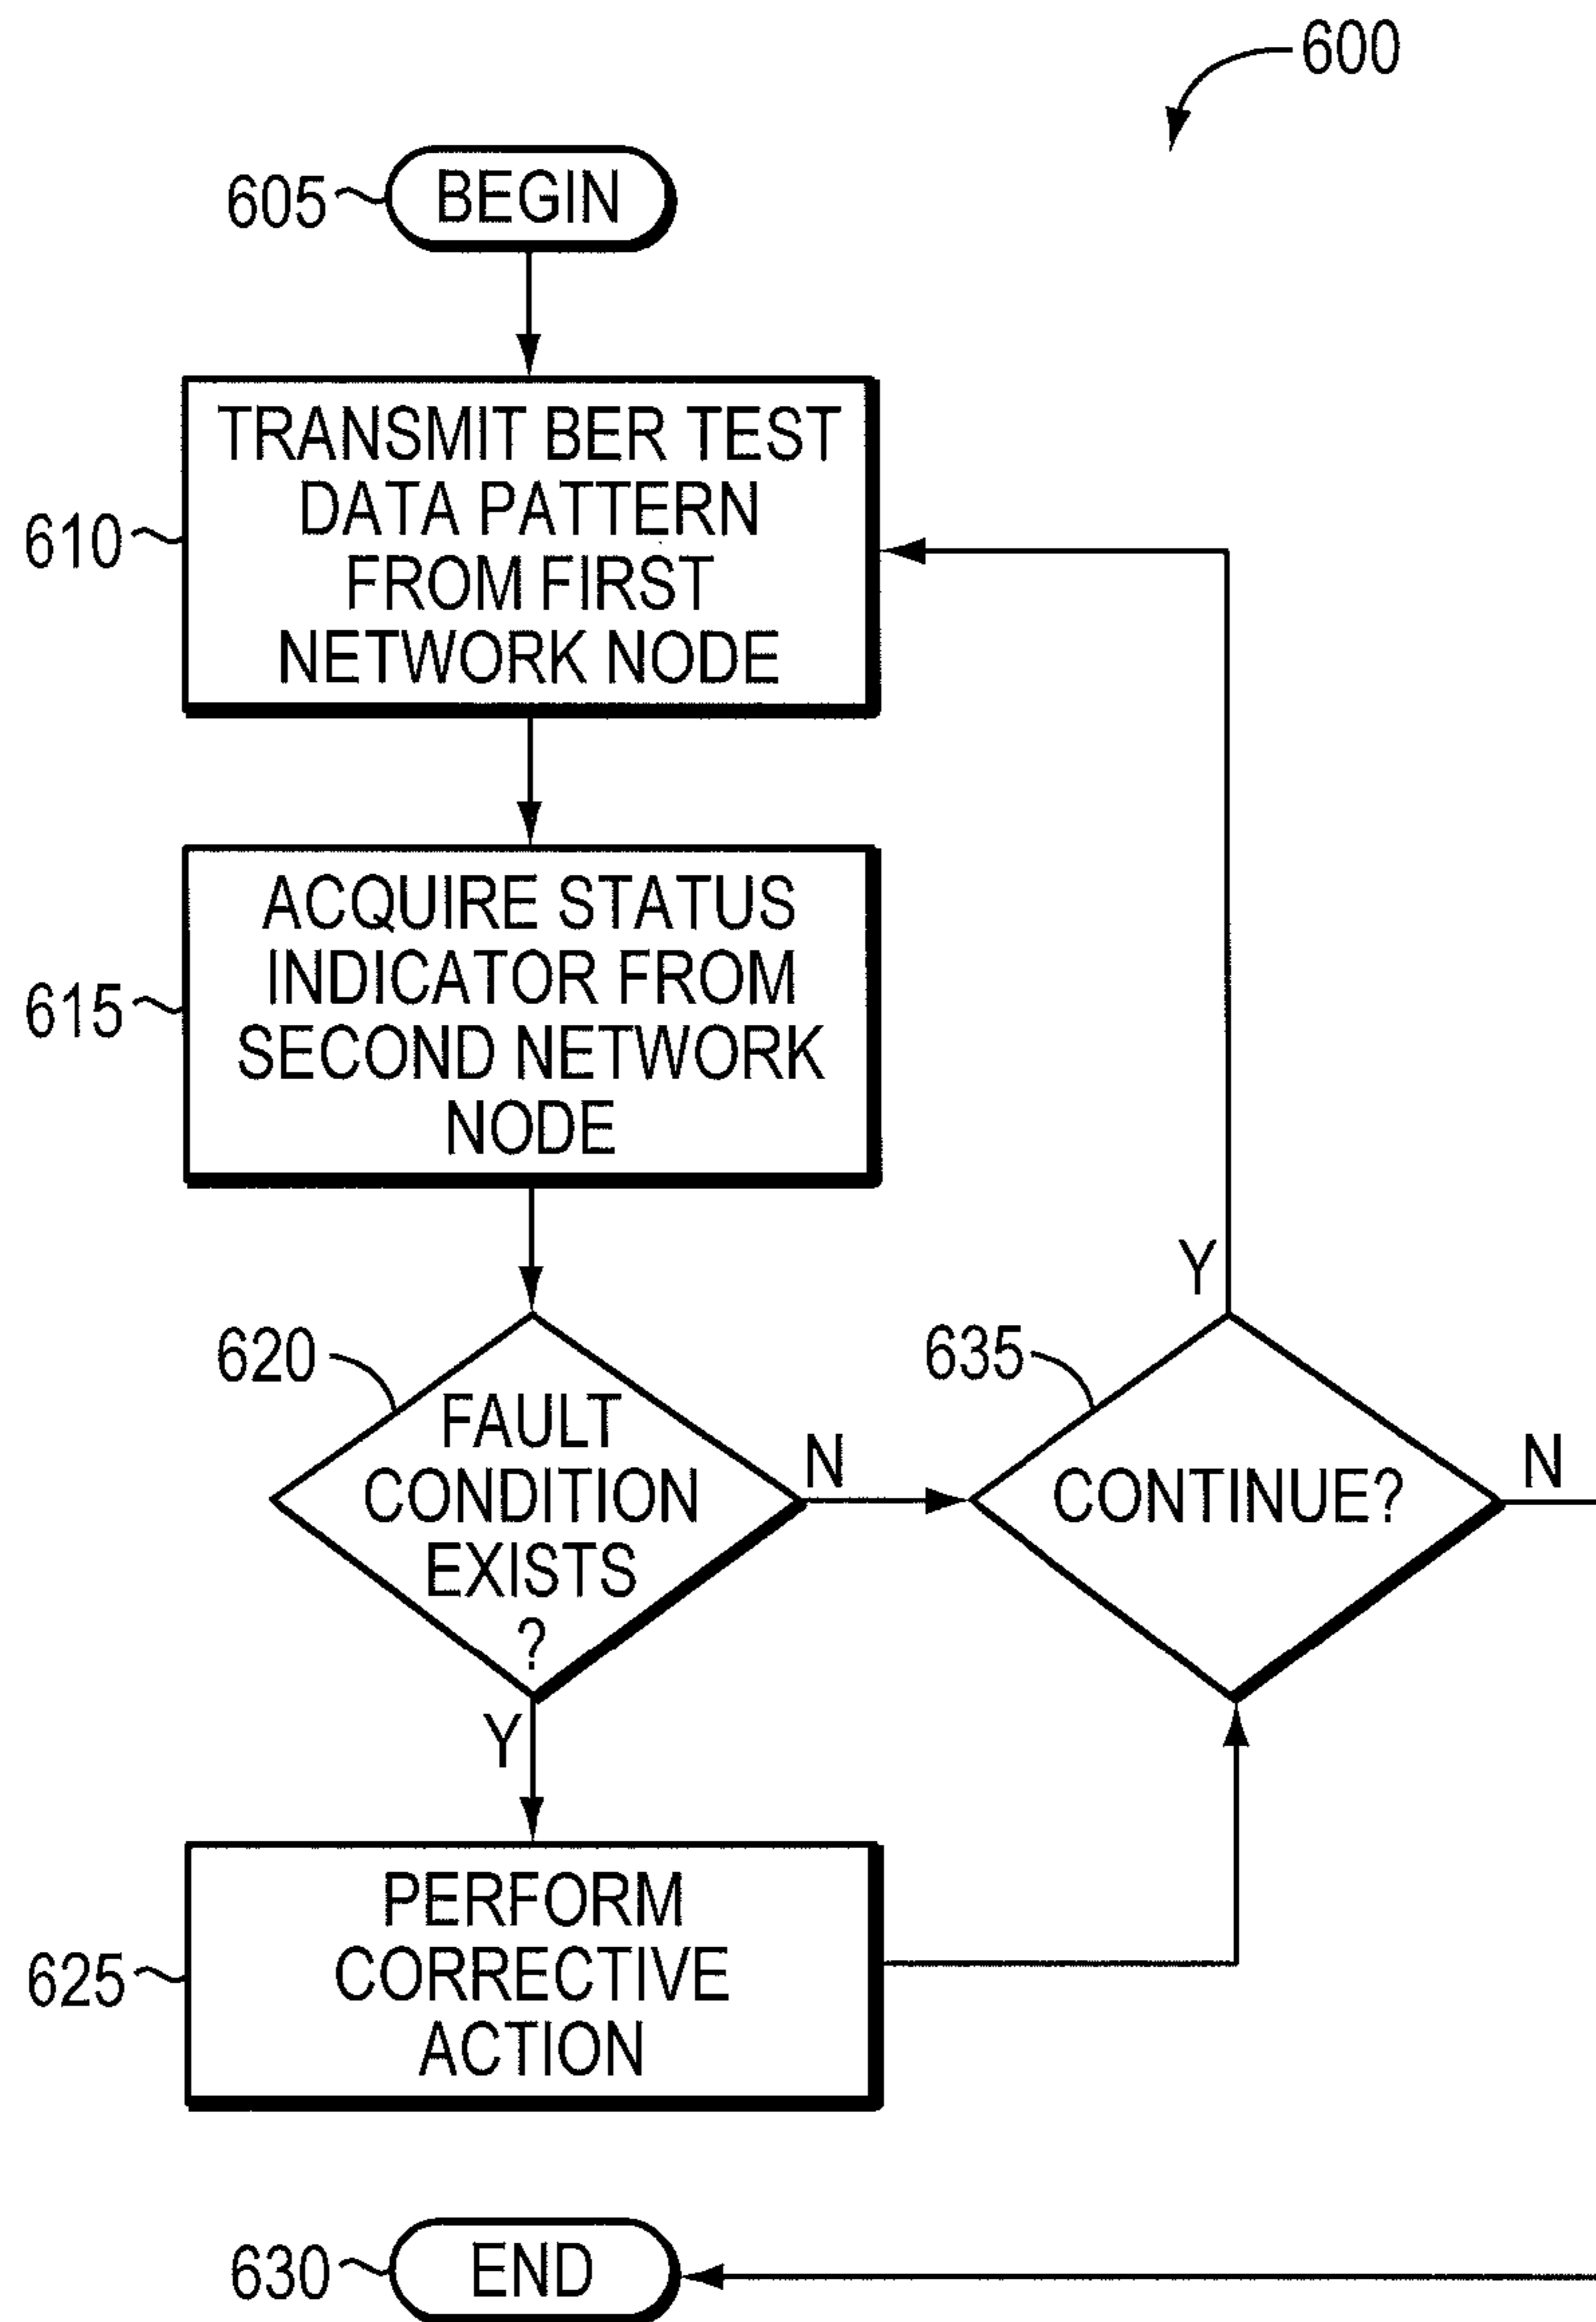 600
605
BEGIN
610
TRANSMIT BER TEST
DATA PATTERN
FROM FIRST
NETWORK NODE
615
ACQUIRE STATUS
INDICATOR FROM
SECOND NETWORK
NODE
620
FAULT
CONDITION
EXISTS
?
N
Y
635
CONTINUE?
Y
N
625
PERFORM
CORRECTIVE
ACTION
630
END